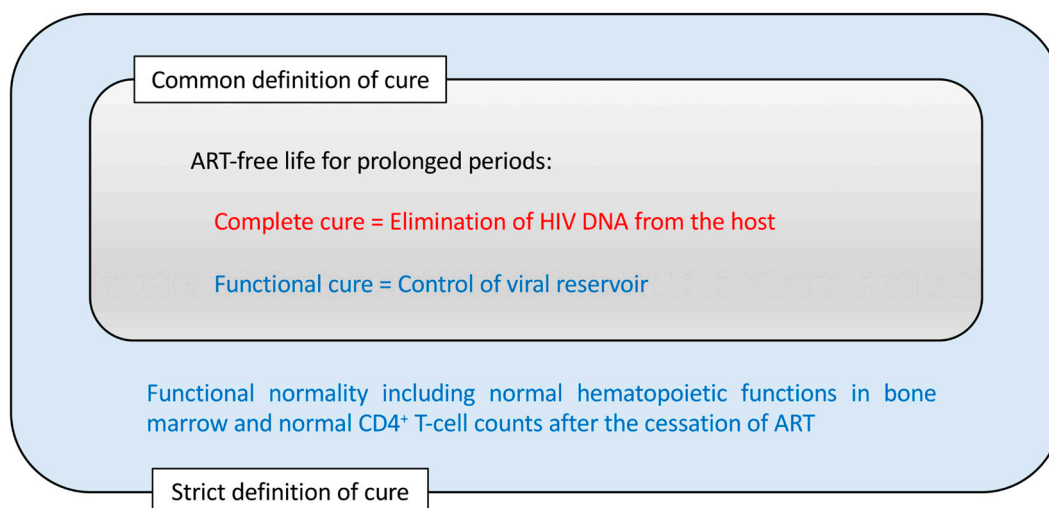 Common definition of cure
ART-free life for prolonged periods:
Complete cure = Elimination of HIV DNA from the host
Functional cure = Control of viral reservoir
Functional normality including normal hematopoietic functions in bone
marrow and normal CD4⁺ T-cell counts after the cessation of ART
Strict definition of cure